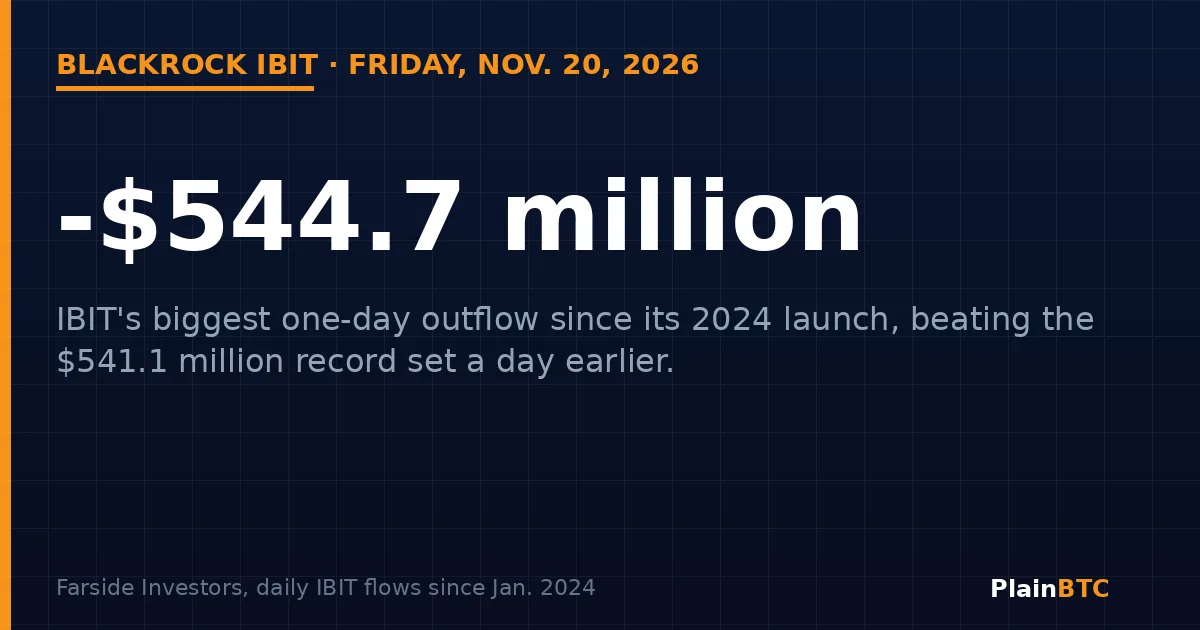 BLACKROCK IBIT · FRIDAY, NOV. 20, 2026
-$544.7 million
IBIT's biggest one-day outflow since its 2024 launch, beating the
$541.1 million record set a day earlier.
Farside Investors, daily IBIT flows since Jan. 2024
PlainBTC